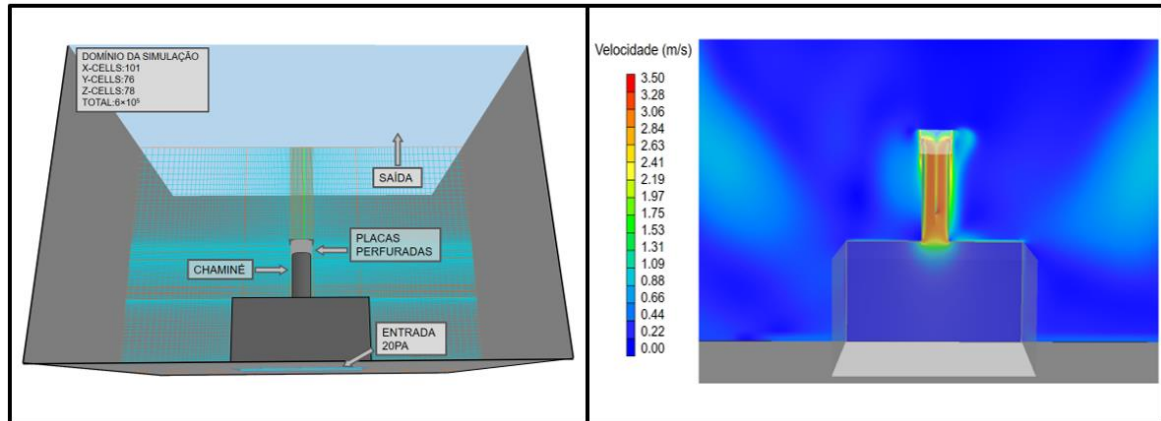 DOMÍNIO DA SIMULAÇÃO
X-CELLS:101
Y-CELLS:76
Z-CELLS:78
TOTAL:6×10⁵
SAÍDA
PLACAS
PERFURADAS
CHAMINÉ
ENTRADA
20PA
Velocidade (m/s)
3.50
3.28
3.06
2.84
2.63
2.41
2.19
1.97
1.75
1.53
1.31
1.09
0.88
0.66
0.44
0.22
0.00